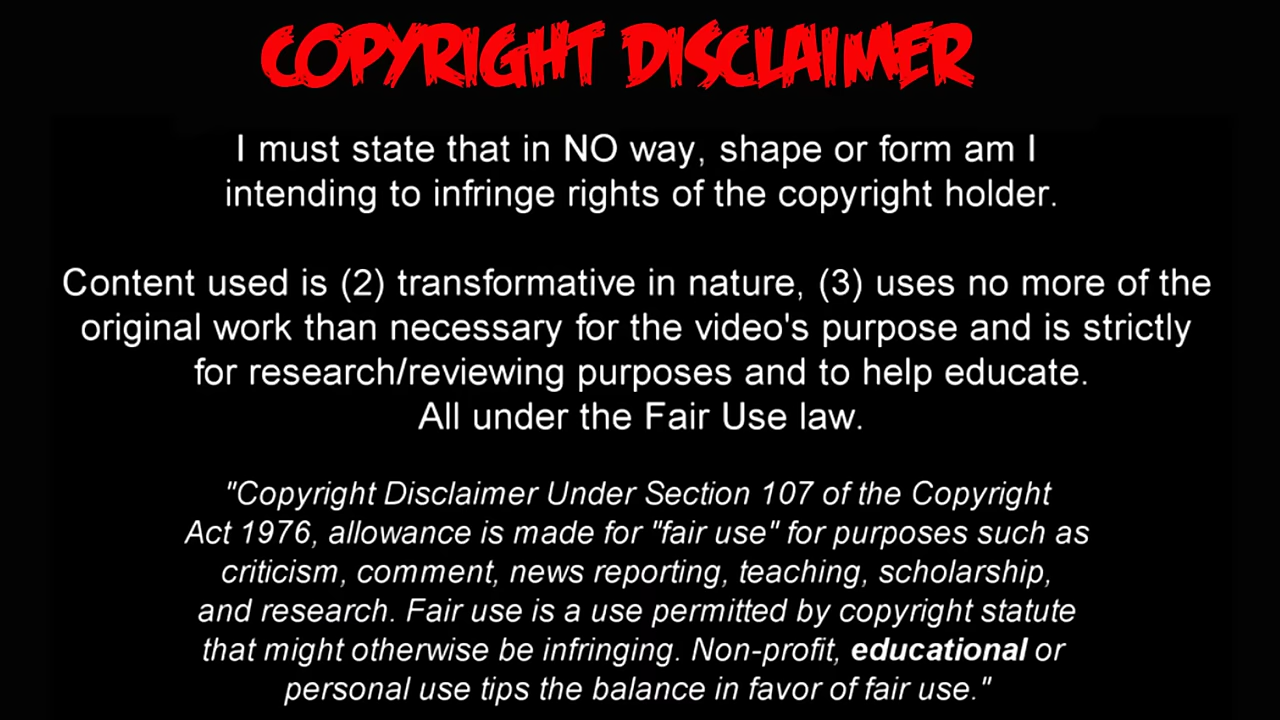 COPYRIGHT DISCLAIMER
I must state that in NO way, shape or form am I
intending to infringe rights of the copyright holder.
Content used is (2) transformative in nature, (3) uses no more of the
original work than necessary for the video's purpose and is strictly
for research/reviewing purposes and to help educate.
All under the Fair Use law.
"Copyright Disclaimer Under Section 107 of the Copyright
Act 1976, allowance is made for "fair use" for purposes such as
criticism, comment, news reporting, teaching, scholarship,
and research. Fair use is a use permitted by copyright statute
that might otherwise be infringing. Non-profit, educational or
personal use tips the balance in favor of fair use."